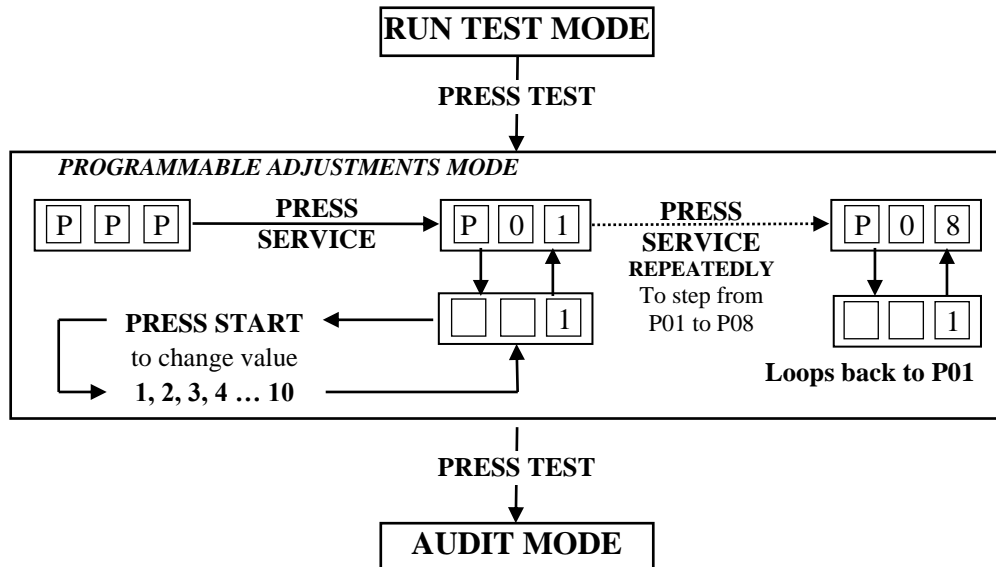 RUN TEST MODE
PRESS TEST
PROGRAMMABLE ADJUSTMENTS MODE
P P P
PRESS
SERVICE
P 0 1
PRESS
SERVICE
REPEATEDLY
To step from
P01 to P08
P 0 8
PRESS START
to change value
1, 2, 3, 4 … 10
1
1
Loops back to P01
PRESS TEST
AUDIT MODE